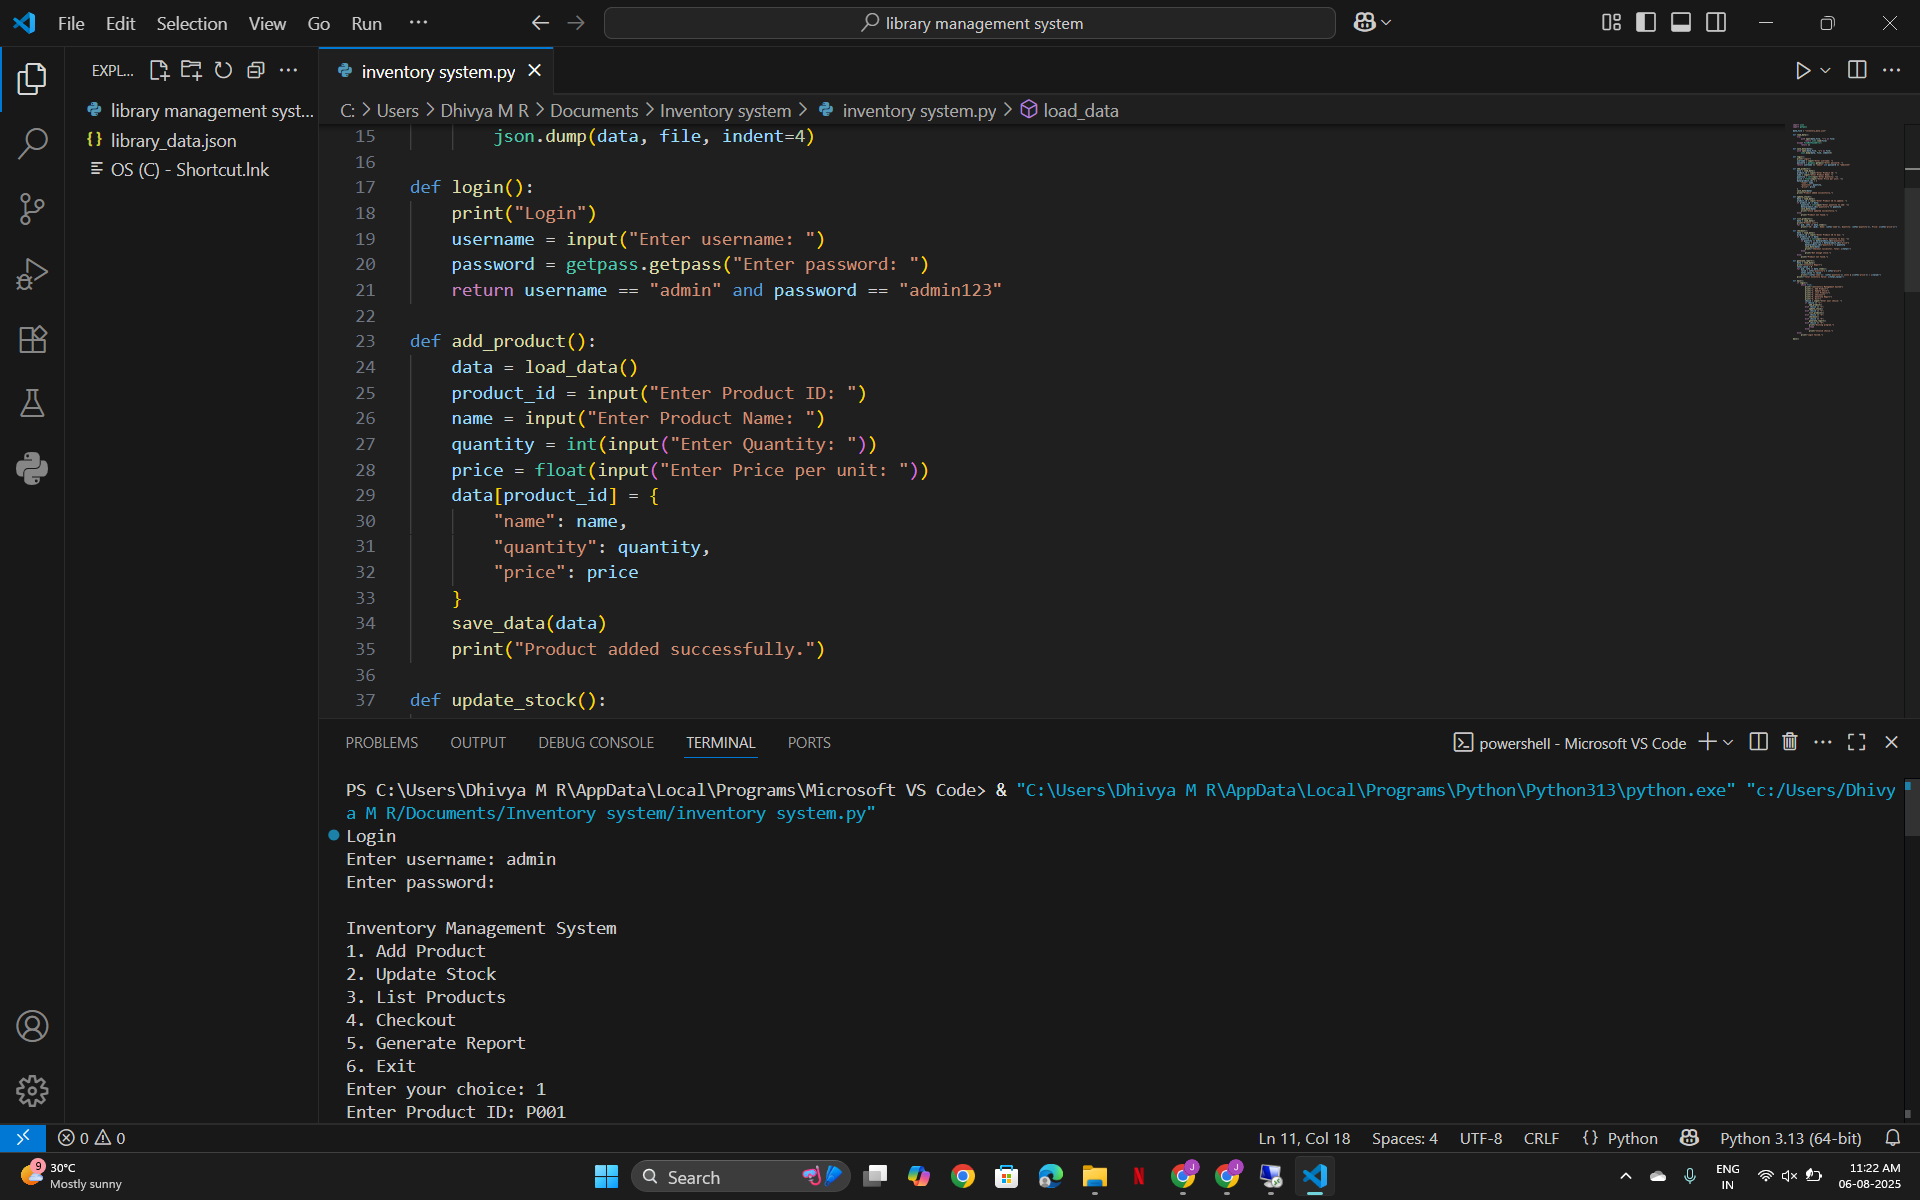 File Edit Selection View Go Run ··· library management system
EXPL... ··· inventory system.py
C: > Users > Dhivya M R > Documents > Inventory system > inventory system.py > load_data
library management syst...
{} library_data.json
OS (C) - Shortcut.lnk
15 json.dump(data, file, indent=4)
16
17 def login():
18 print("Login")
19 username = input("Enter username: ")
20 password = getpass.getpass("Enter password: ")
21 return username == "admin" and password == "admin123"
22
23 def add_product():
24 data = load_data()
25 product_id = input("Enter Product ID: ")
26 name = input("Enter Product Name: ")
27 quantity = int(input("Enter Quantity: "))
28 price = float(input("Enter Price per unit: "))
29 data[product_id] = {
30 "name": name,
31 "quantity": quantity,
32 "price": price
33 }
34 save_data(data)
35 print("Product added successfully.")
36
37 def update_stock():
PROBLEMS OUTPUT DEBUG CONSOLE TERMINAL PORTS powershell - Microsoft VS Code
PS C:\Users\Dhivya M R\AppData\Local\Programs\Microsoft VS Code> & "C:\Users\Dhivya M R\AppData\Local\Programs\Python\Python313\python.exe" "c:/Users/Dhivy
a M R/Documents/Inventory system/inventory system.py"
Login
Enter username: admin
Enter password:
Inventory Management System
1. Add Product
2. Update Stock
3. List Products
4. Checkout
5. Generate Report
6. Exit
Enter your choice: 1
Enter Product ID: P001
0 0 Ln 11, Col 18 Spaces: 4 UTF-8 CRLF {} Python Python 3.13 (64-bit)
9 30°C
Mostly sunny
Search
J J
ENG
IN
11:22 AM
06-08-2025